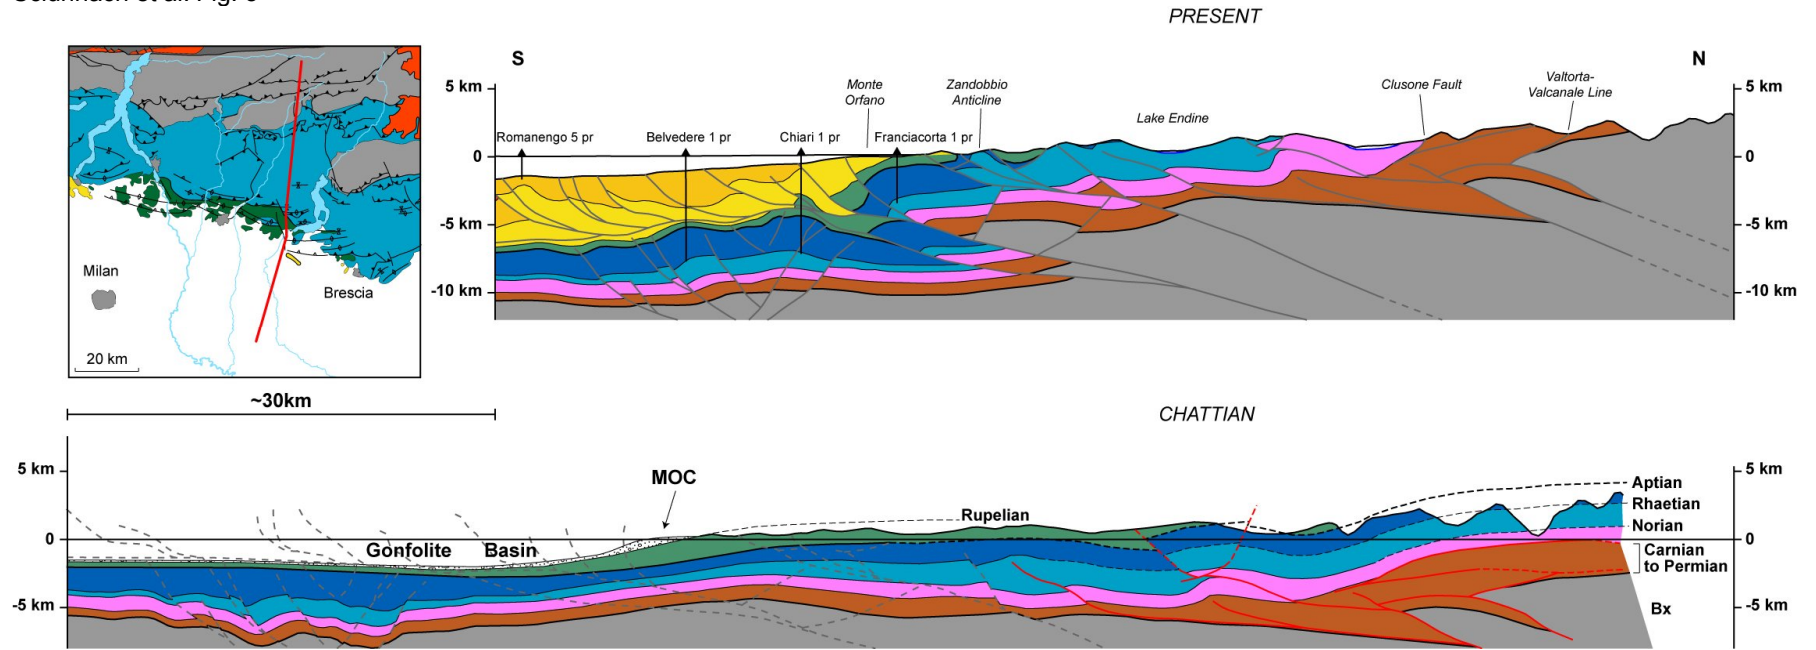 PRESENT
S
N
Monte
Orfano
Zandobbio
Anticline
Lake Endine
Clusone Fault
Valtorta-
Valcanale Line
5 km
0
-5 km
-10 km
5 km
0
-5 km
-10 km
Romanengo 5 pr
Belvedere 1 pr
Chiari 1 pr
Franciacorta 1 pr
Milan
Brescia
20 km
~30km
CHATTIAN
5 km
0
-5 km
5 km
0
-5 km
MOC
Gonfolite Basin
Rupelian
Aptian
Rhaetian
Norian
Carnian
to Permian
Bx